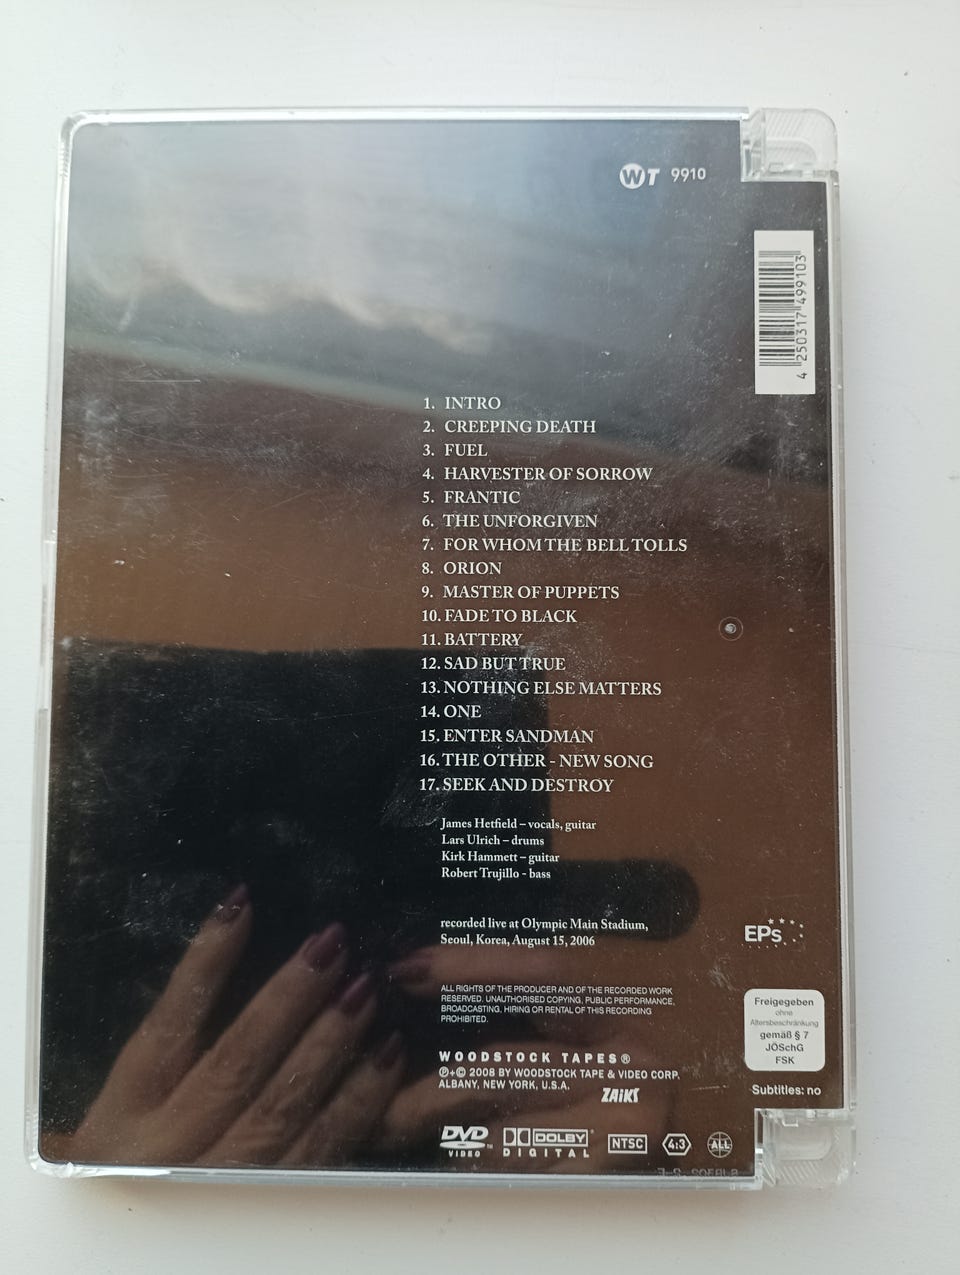 WT 9910
4 250317 499103
1. INTRO
2. CREEPING DEATH
3. FUEL
4. HARVESTER OF SORROW
5. FRANTIC
6. THE UNFORGIVEN
7. FOR WHOM THE BELL TOLLS
8. ORION
9. MASTER OF PUPPETS
10. FADE TO BLACK
11. BATTERY
12. SAD BUT TRUE
13. NOTHING ELSE MATTERS
14. ONE
15. ENTER SANDMAN
16. THE OTHER - NEW SONG
17. SEEK AND DESTROY
James Hetfield – vocals, guitar
Lars Ulrich – drums
Kirk Hammett – guitar
Robert Trujillo - bass
recorded live at Olympic Main Stadium,
Seoul, Korea, August 15, 2006
EPs
ALL RIGHTS OF THE PRODUCER AND OF THE RECORDED WORK
RESERVED. UNAUTHORISED COPYING, PUBLIC PERFORMANCE,
BROADCASTING, HIRING OR RENTAL OF THIS RECORDING
PROHIBITED.
Freigegeben
ohne
Altersbeschränkung
gemäß § 7
JÖSchG
FSK
WOODSTOCK TAPES®
℗+© 2008 BY WOODSTOCK TAPE & VIDEO CORP.
ALBANY, NEW YORK, U.S.A.
ZAiKS
Subtitles: no
DVD VIDEO™
DOLBY® DIGITAL
NTSC
4:3
ALL